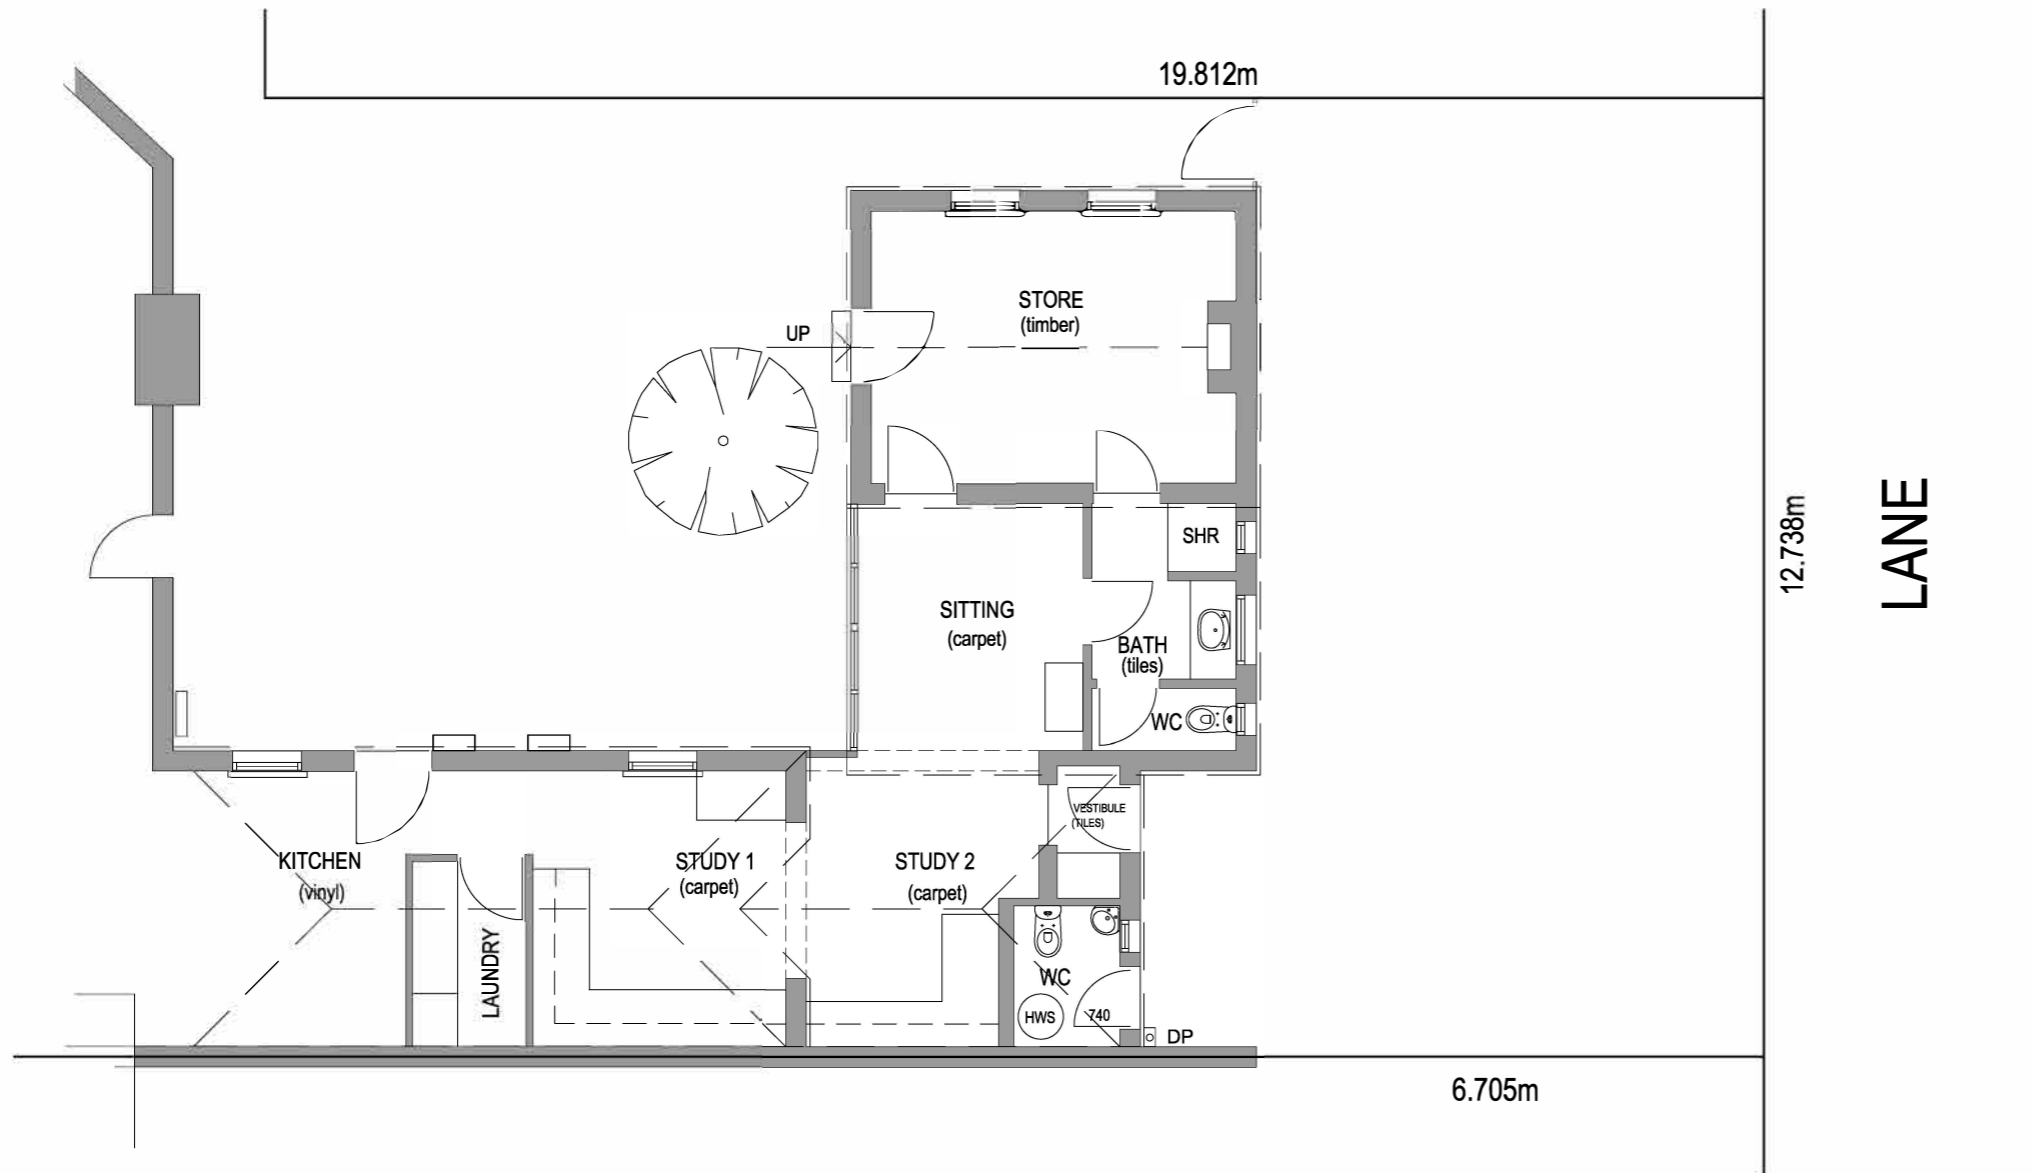 19.812m
STORE
(timber)
UP
LANE
12.738m
SHR
SITTING
(carpet)
BATH
(tiles)
WC
VESTIBULE
(TILES)
KITCHEN
(vinyl)
STUDY 1
(carpet)
STUDY 2
(carpet)
LAUNDRY
WC
HWS
740
DP
6.705m